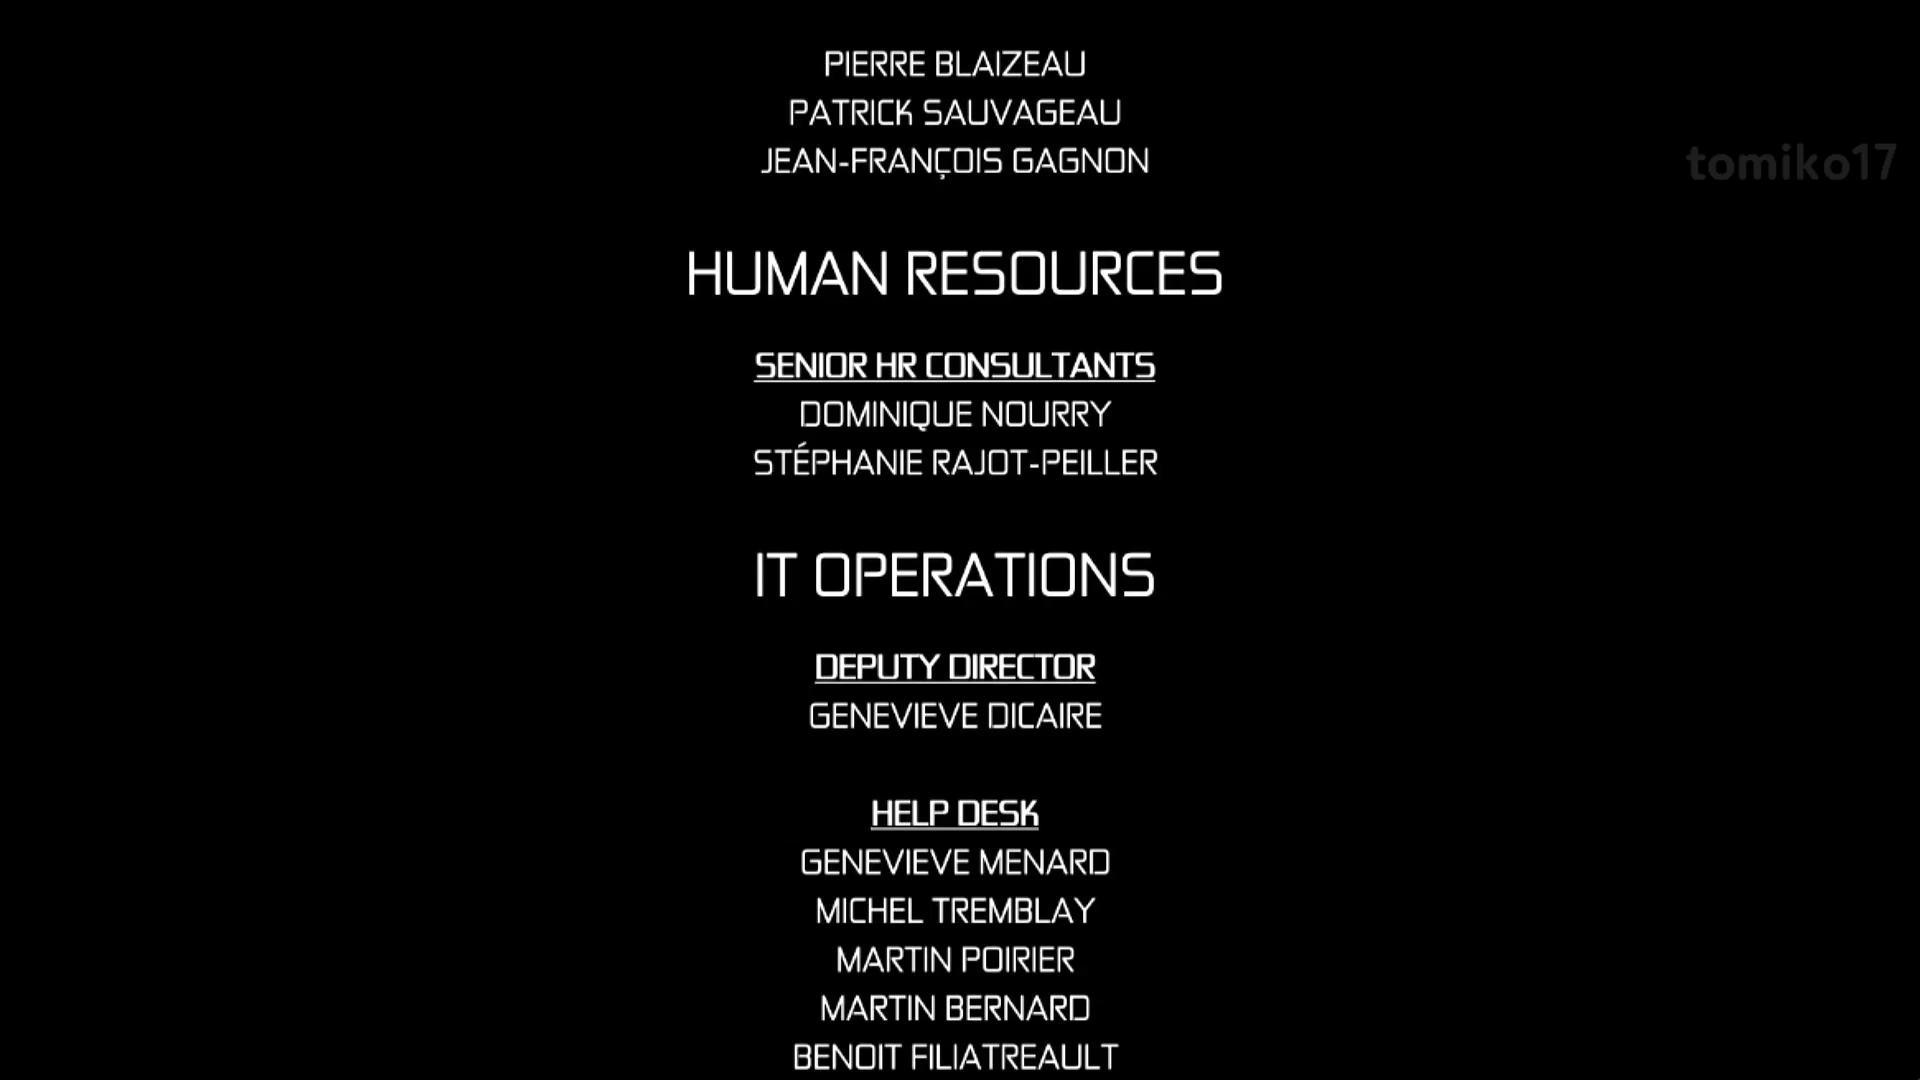 PIERRE BLAIZEAU
PATRICK SAUVAGEAU
JEAN-FRANÇOIS GAGNON
tomiko17
HUMAN RESOURCES
SENIOR HR CONSULTANTS
DOMINIQUE NOURRY
STÉPHANIE RAJOT-PEILLER
IT OPERATIONS
DEPUTY DIRECTOR
GENEVIEVE DICAIRE
HELP DESK
GENEVIEVE MENARD
MICHEL TREMBLAY
MARTIN POIRIER
MARTIN BERNARD
BENOIT FILIATREAULT